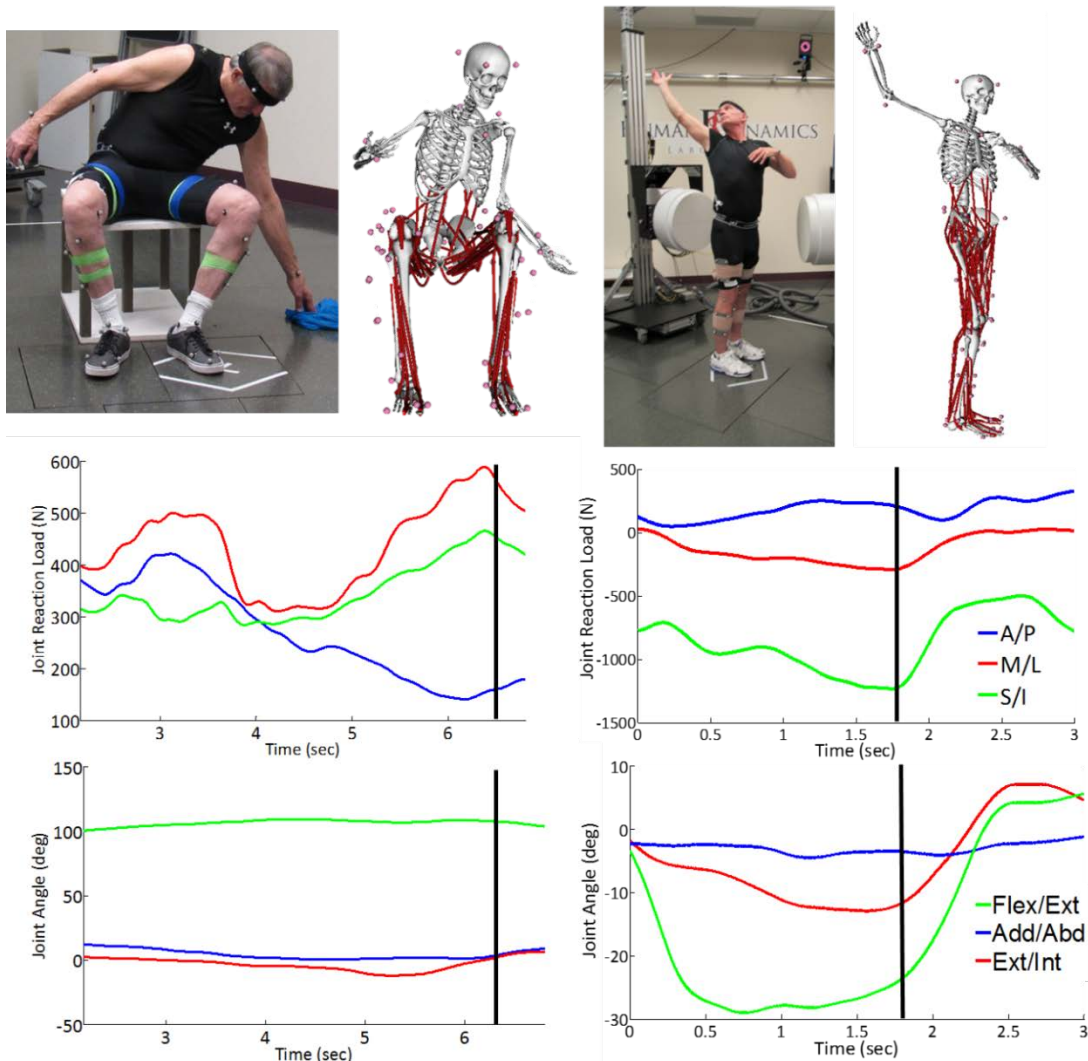 HUMAN DYNAMICS
600
500
400
300
200
100
Joint Reaction Load (N)
3
4
5
6
Time (sec)
500
0
-500
-1000
-1500
Joint Reaction Load (N)
A/P
M/L
S/I
0
0.5
1
1.5
2
2.5
3
Time (sec)
150
100
50
0
-50
Joint Angle (deg)
3
4
5
6
Time (sec)
10
0
-10
-20
-30
Joint Angle (deg)
Flex/Ext
Add/Abd
Ext/Int
0
0.5
1
1.5
2
2.5
3
Time (sec)